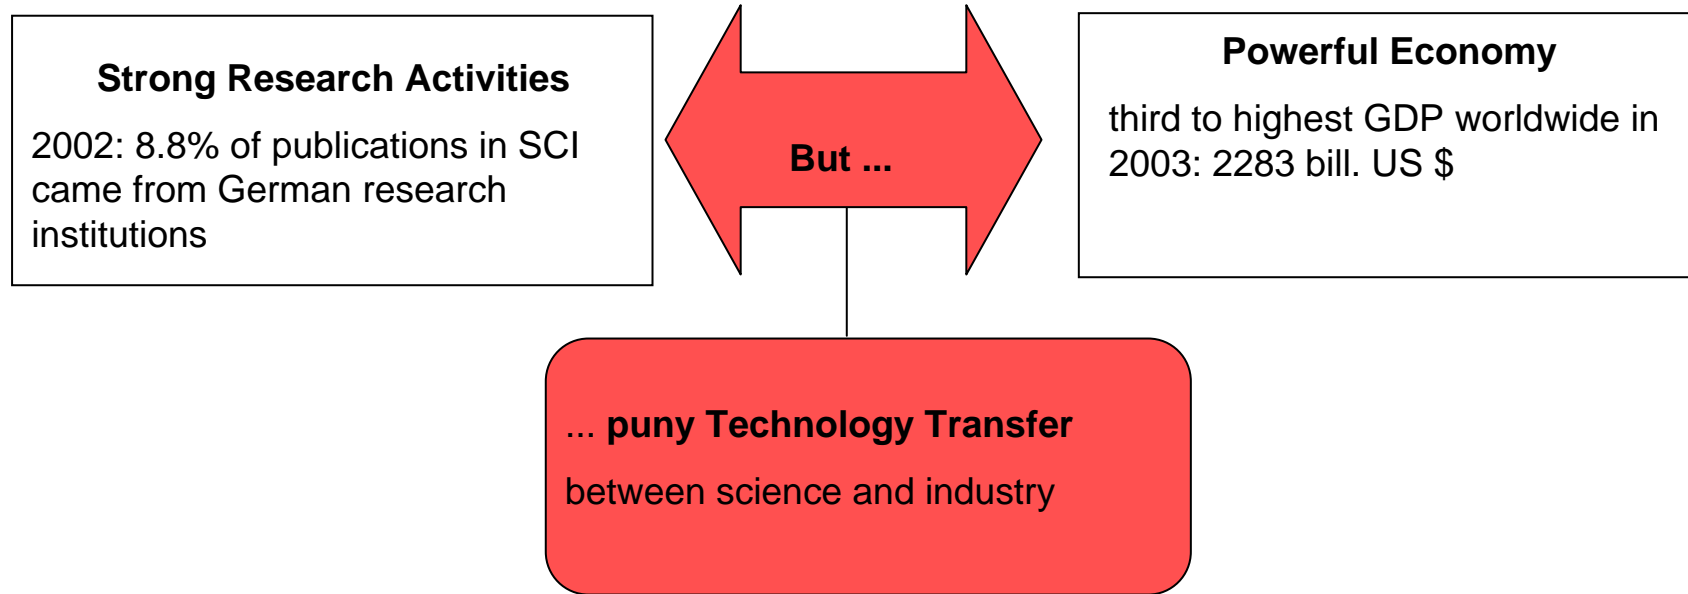 Strong Research Activities
2002: 8.8% of publications in SCI
came from German research
institutions
But ...
Powerful Economy
third to highest GDP worldwide in
2003: 2283 bill. US $
... puny Technology Transfer
between science and industry